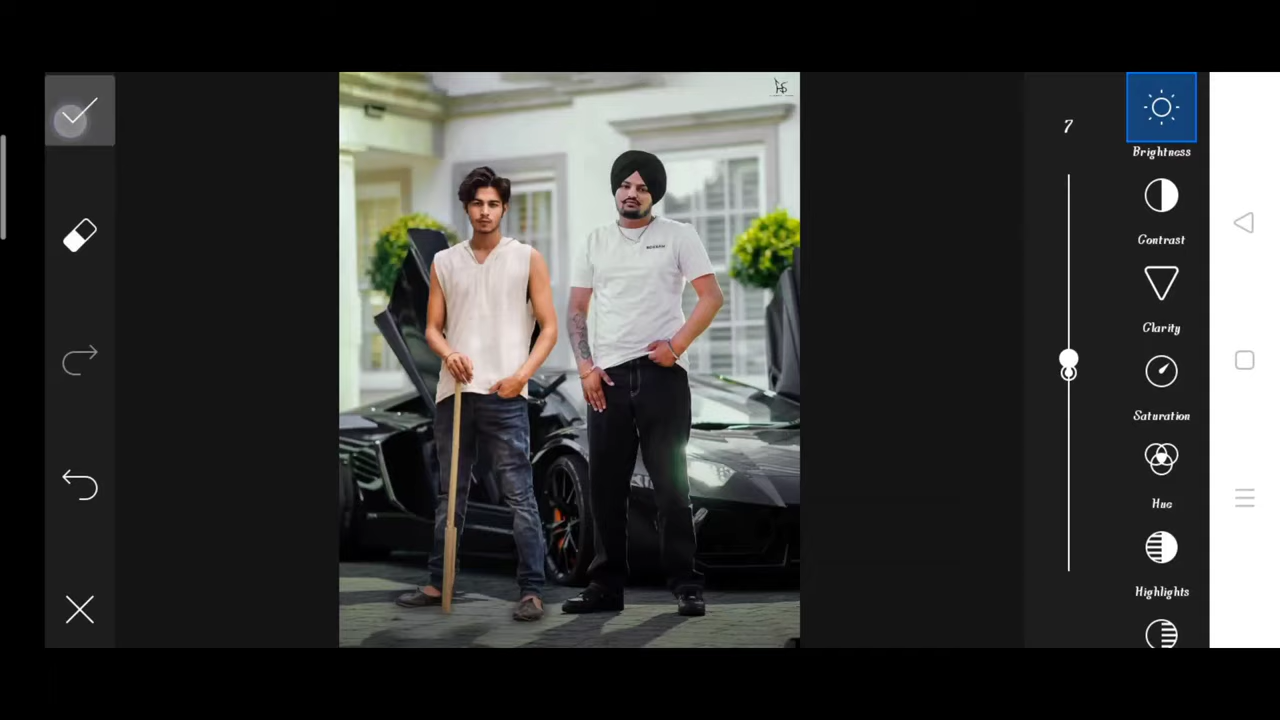 7
Brightness
Contrast
Clarity
Saturation
Hue
Highlights